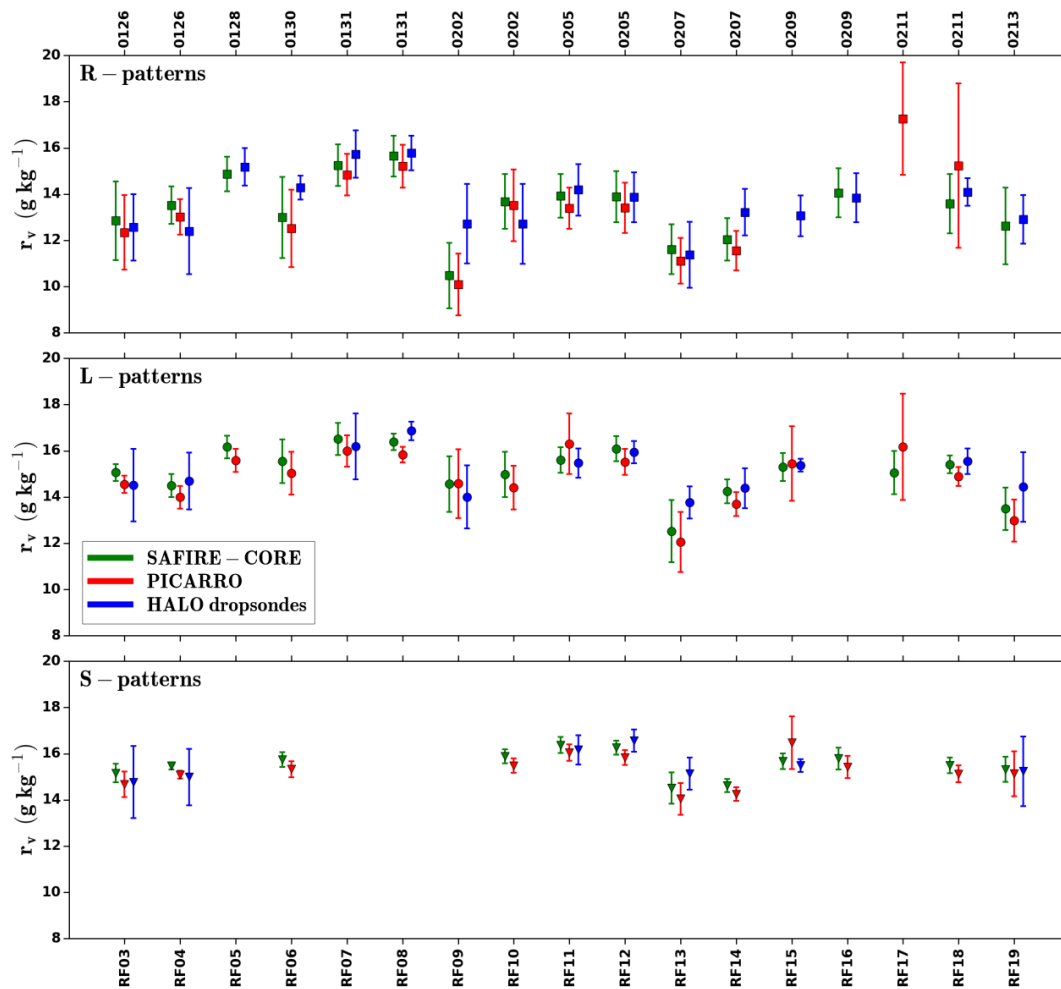 0126 0126 0128 0130 0131 0131 0202 0202 0205 0205 0207 0207 0209 0209 0211 0211 0213
R – patterns
20
18
16
14
12
10
8
r_v (g kg⁻¹)
L – patterns
20
18
16
14
12
10
8
r_v (g kg⁻¹)
SAFIRE – CORE
PICARRO
HALO dropsondes
S – patterns
20
18
16
14
12
10
8
r_v (g kg⁻¹)
RF03 RF04 RF05 RF06 RF07 RF08 RF09 RF10 RF11 RF12 RF13 RF14 RF15 RF16 RF17 RF18 RF19